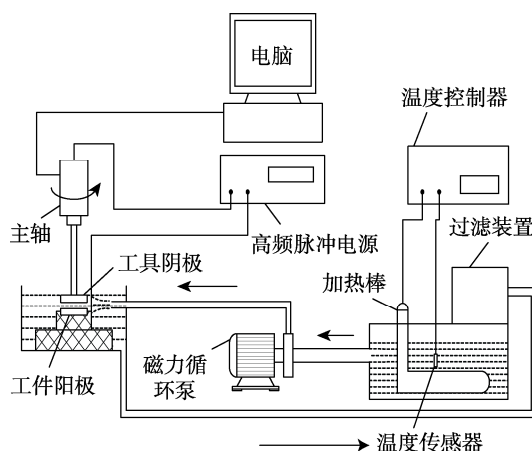 电脑
温度控制器
主轴
高频脉冲电源
过滤装置
工具阴极
加热棒
工件阳极
磁力循
环泵
温度传感器